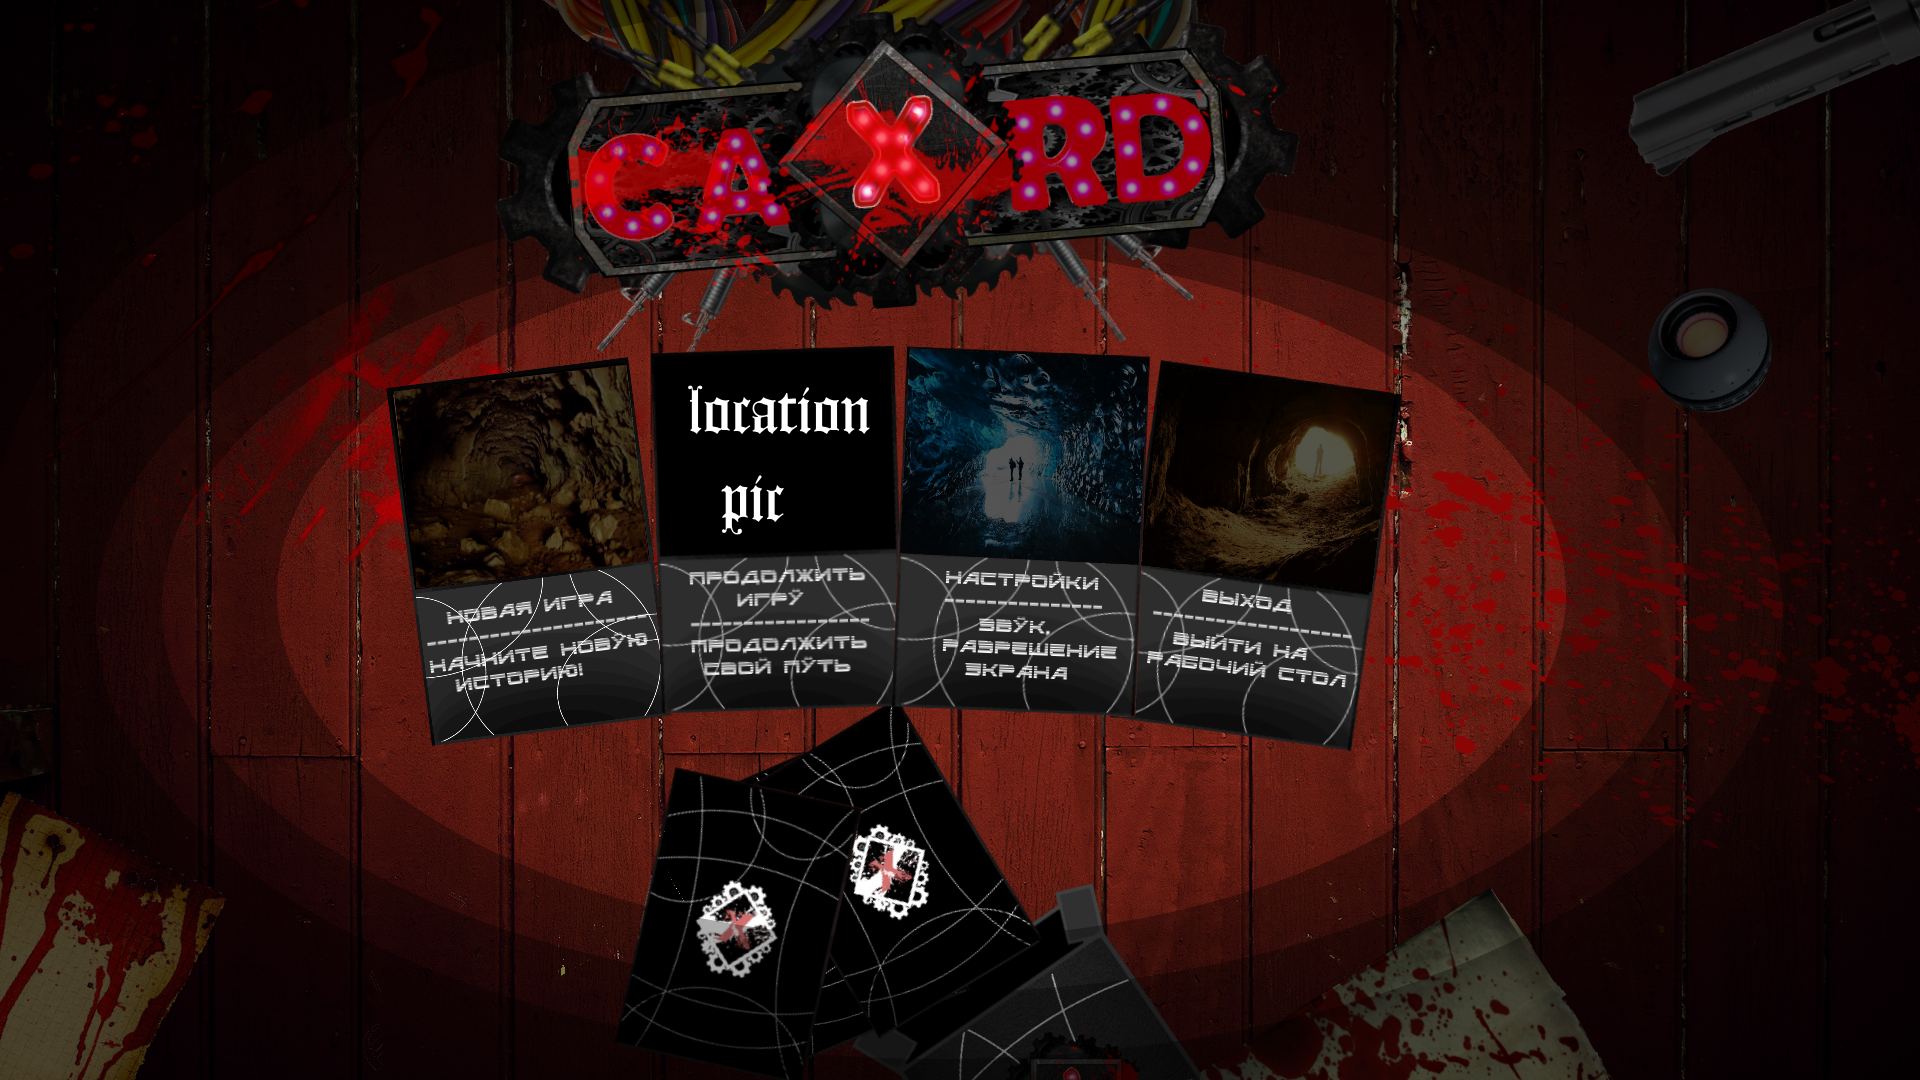 CAXRD
location
pic
НОВАЯ ИГРА
НАЧНИТЕ НОВУЮ
ИСТОРИЮ!
ПРОДОЛЖИТЬ
ИГРУ
ПРОДОЛЖИТЬ
СВОЙ ПУТЬ
НАСТРОЙКИ
ЗВУК,
РАЗРЕШЕНИЕ
ЭКРАНА
ВЫХОД
ВЫЙТИ НА
РАБОЧИЙ СТОЛ